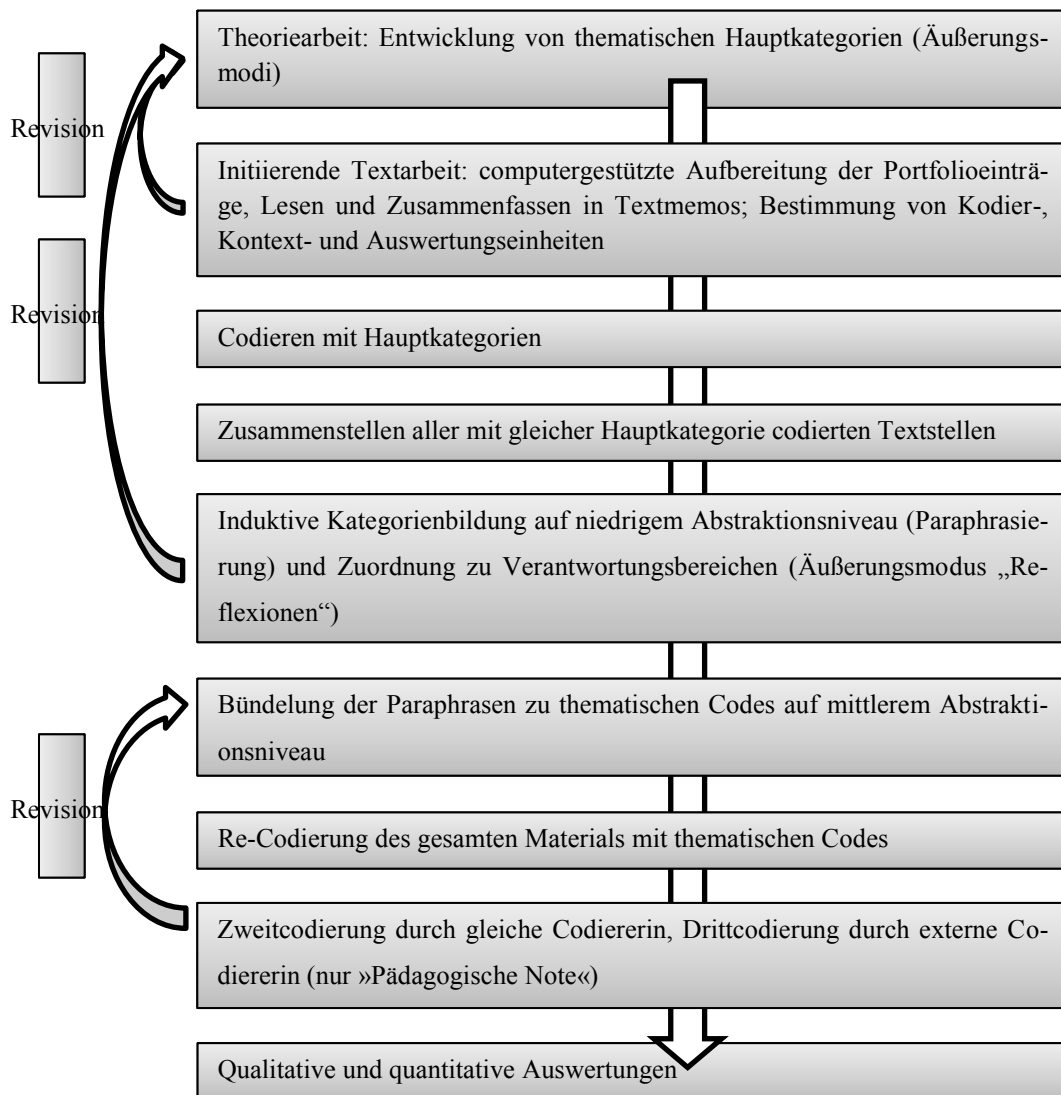 Theoriearbeit: Entwicklung von thematischen Hauptkategorien (Äußerungs-
modi)
Revision
Initiierende Textarbeit: computergestützte Aufbereitung der Portfolioeinträ-
ge, Lesen und Zusammenfassen in Textmemos; Bestimmung von Kodier-,
Kontext- und Auswertungseinheiten
Revision
Codieren mit Hauptkategorien
Zusammenstellen aller mit gleicher Hauptkategorie codierten Textstellen
Induktive Kategorienbildung auf niedrigem Abstraktionsniveau (Paraphrasie-
rung) und Zuordnung zu Verantwortungsbereichen (Äußerungsmodus „Re-
flexionen“)
Bündelung der Paraphrasen zu thematischen Codes auf mittlerem Abstrakti-
onsniveau
Revision
Re-Codierung des gesamten Materials mit thematischen Codes
Zweitcodierung durch gleiche Codiererin, Drittcodierung durch externe Co-
diererin (nur »Pädagogische Note«)
Qualitative und quantitative Auswertungen